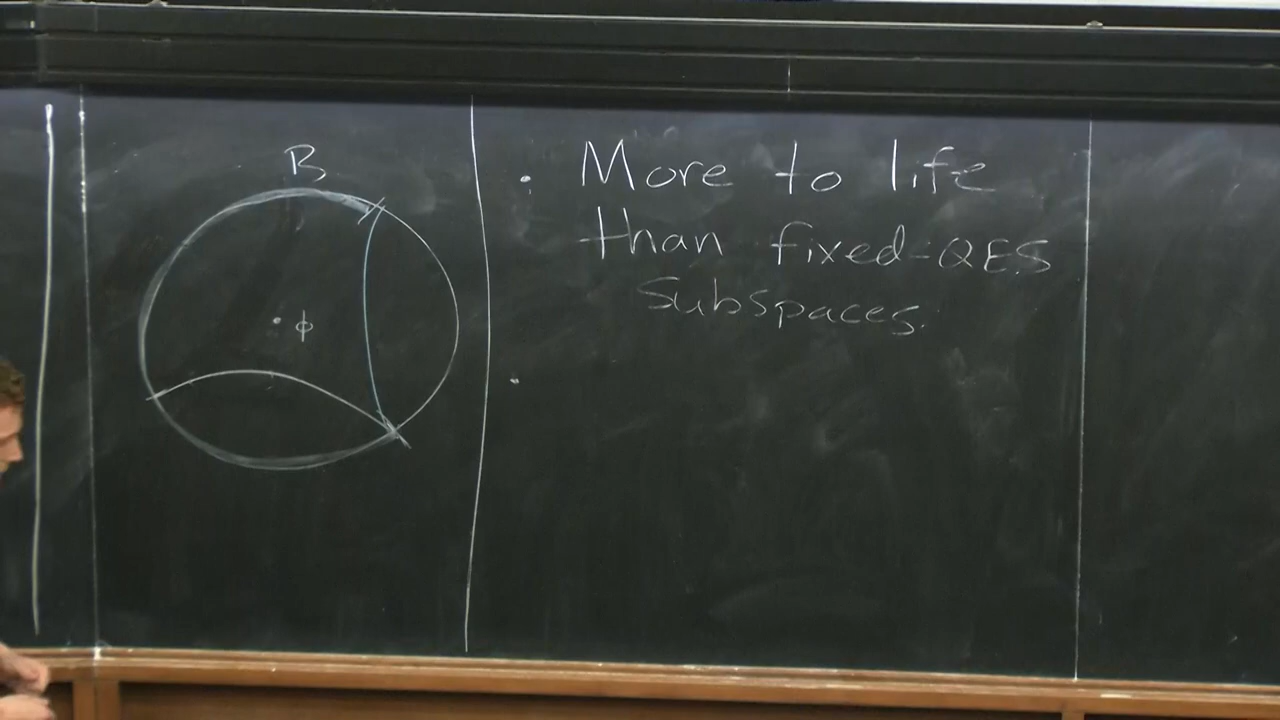 B
φ
• More to life
than fixed-QES
Subspaces.
•